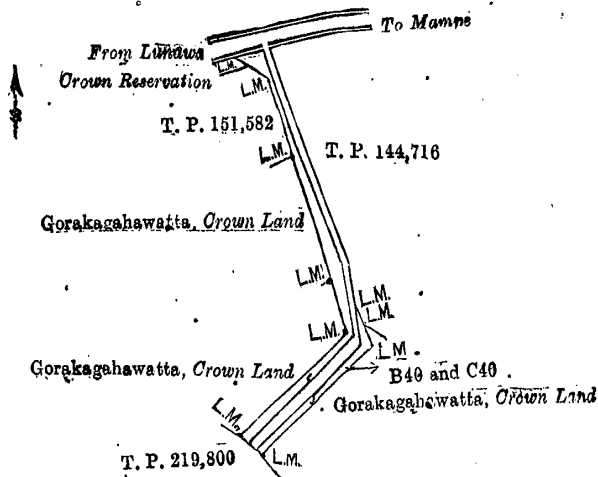 To Mampe
From Lunawa
L.M.
Crown Reservation
L.M.
T. P. 151,582
L.M.
T. P. 144,716
Gorakagahawatta, Crown Land
L.M.
L.M.
L.M.
L.M.
L.M.
Gorakagahawatta, Crown Land
B40 and C40
Gorakagahawatta, Crown Land
L.M.
T. P. 219,800
L.M.